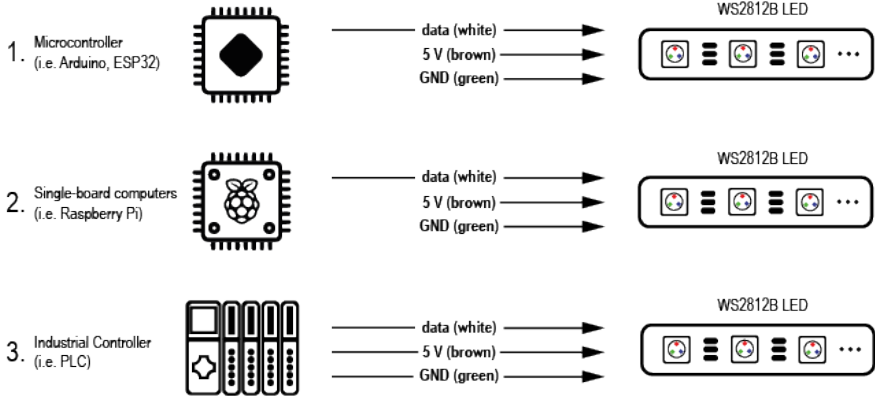 WS2812B LED
1. Microcontroller
(i.e. Arduino, ESP32)
data (white)
5 V (brown)
GND (green)
WS2812B LED
2. Single-board computers
(i.e. Raspberry Pi)
data (white)
5 V (brown)
GND (green)
WS2812B LED
3. Industrial Controller
(i.e. PLC)
data (white)
5 V (brown)
GND (green)